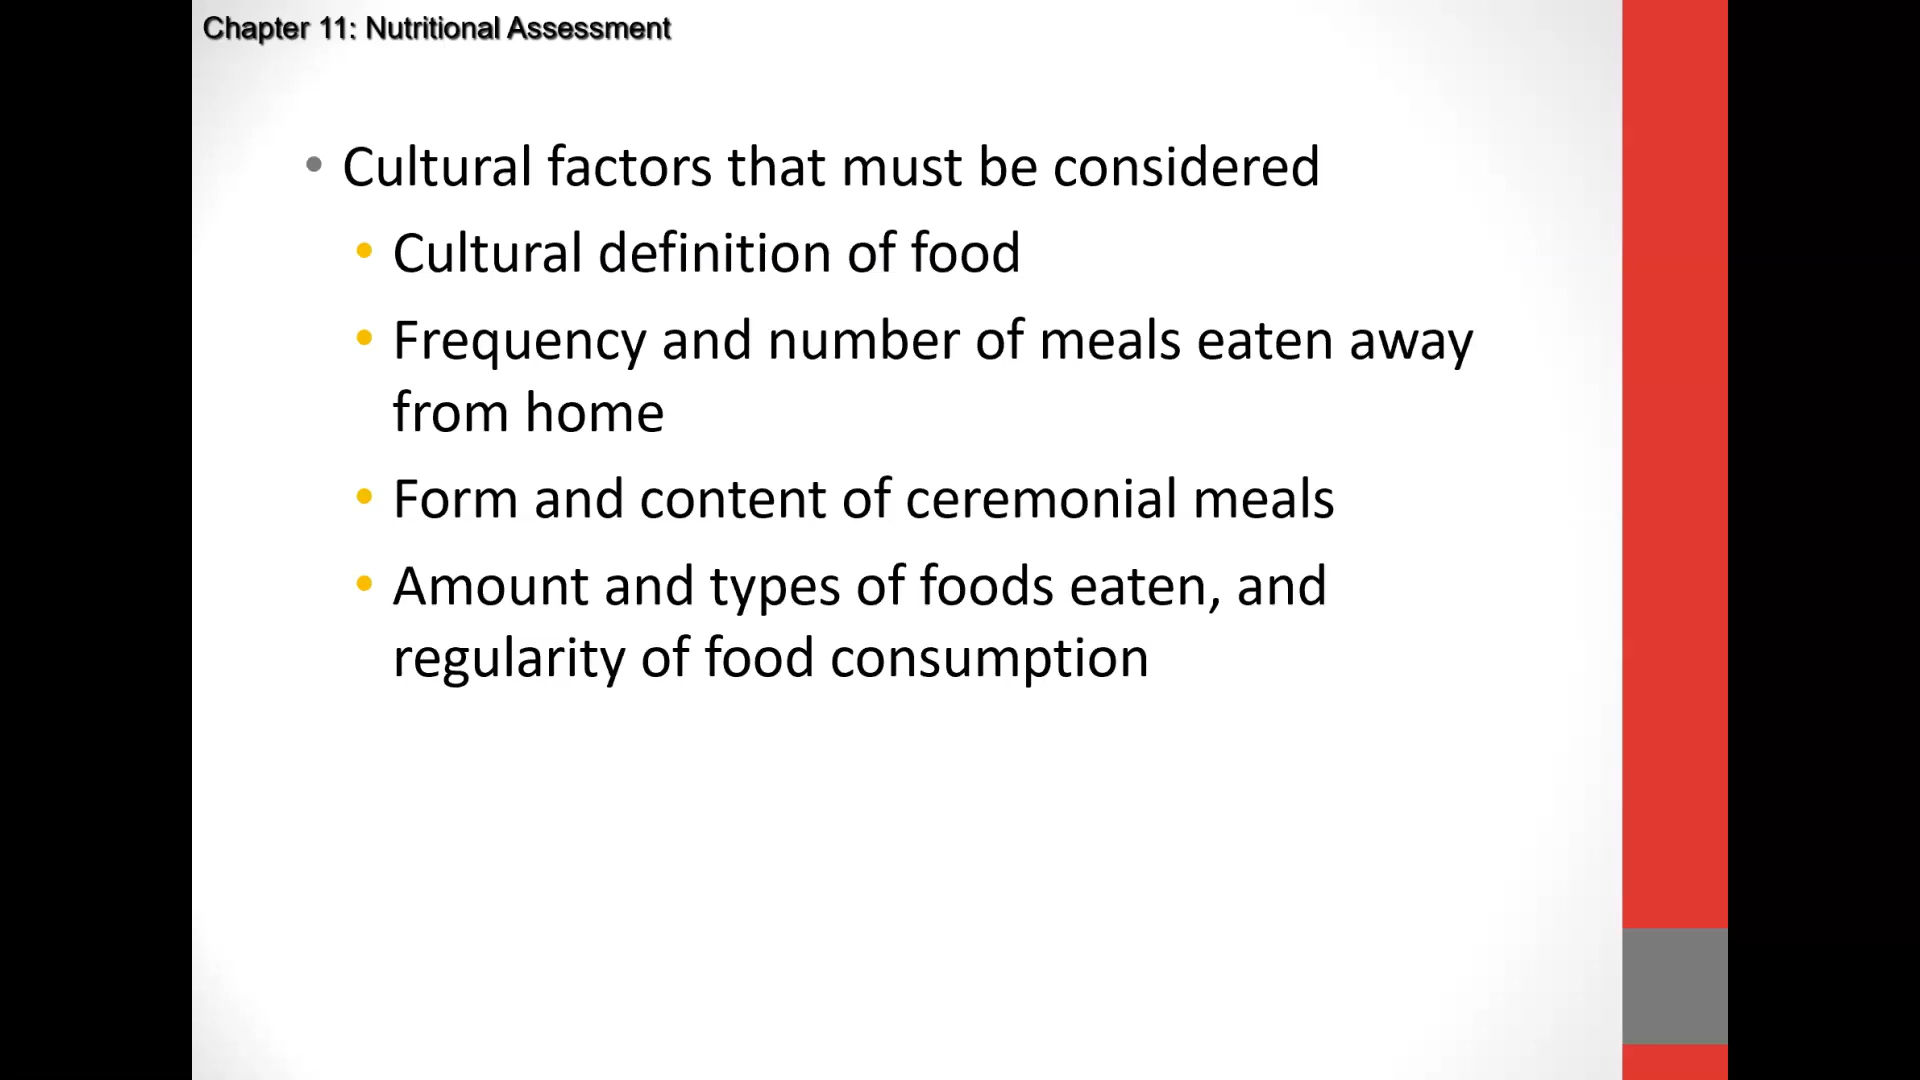 Chapter 11: Nutritional Assessment
• Cultural factors that must be considered
• Cultural definition of food
• Frequency and number of meals eaten away
from home
• Form and content of ceremonial meals
• Amount and types of foods eaten, and
regularity of food consumption